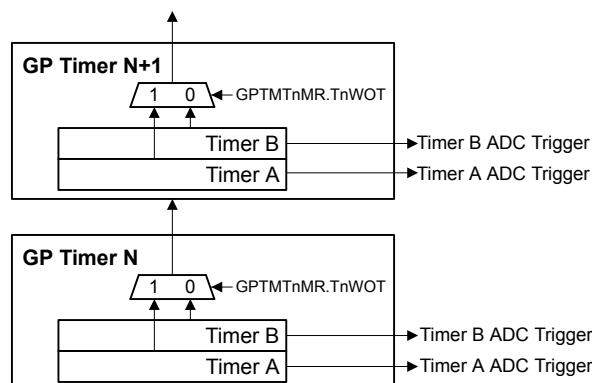 GP Timer N+1
1 0
GPTMTnMR.TnWOT
Timer B
Timer B ADC Trigger
Timer A
Timer A ADC Trigger
GP Timer N
1 0
GPTMTnMR.TnWOT
Timer B
Timer B ADC Trigger
Timer A
Timer A ADC Trigger